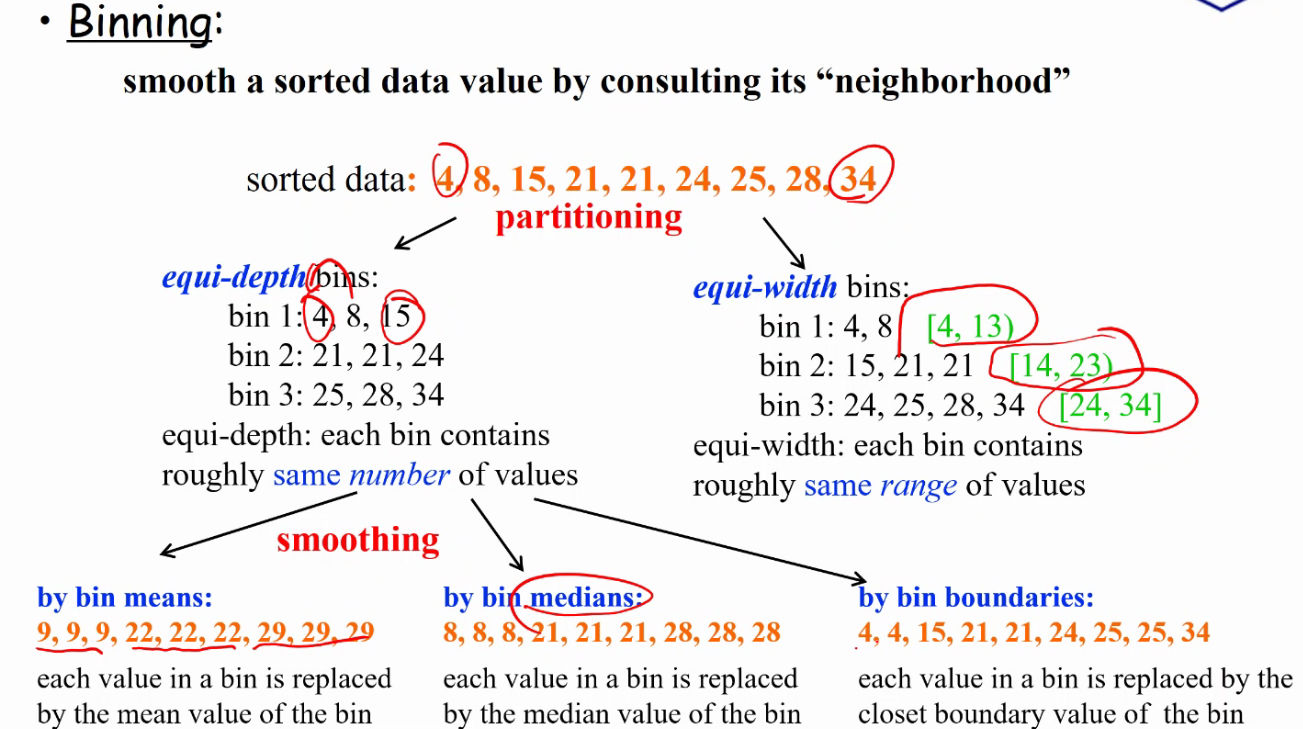 • Binning:
smooth a sorted data value by consulting its “neighborhood”
sorted data: 4, 8, 15, 21, 21, 24, 25, 28, 34
partitioning
equi-depth bins:
bin 1: 4, 8, 15
bin 2: 21, 21, 24
bin 3: 25, 28, 34
equi-depth: each bin contains
roughly same number of values
equi-width bins:
bin 1: 4, 8 [4, 13)
bin 2: 15, 21, 21 [14, 23)
bin 3: 24, 25, 28, 34 [24, 34]
equi-width: each bin contains
roughly same range of values
smoothing
by bin means:
9, 9, 9, 22, 22, 22, 29, 29, 29
each value in a bin is replaced
by the mean value of the bin
by bin medians:
8, 8, 8, 21, 21, 21, 28, 28, 28
each value in a bin is replaced
by the median value of the bin
by bin boundaries:
4, 4, 15, 21, 21, 24, 25, 25, 34
each value in a bin is replaced by the
closet boundary value of the bin